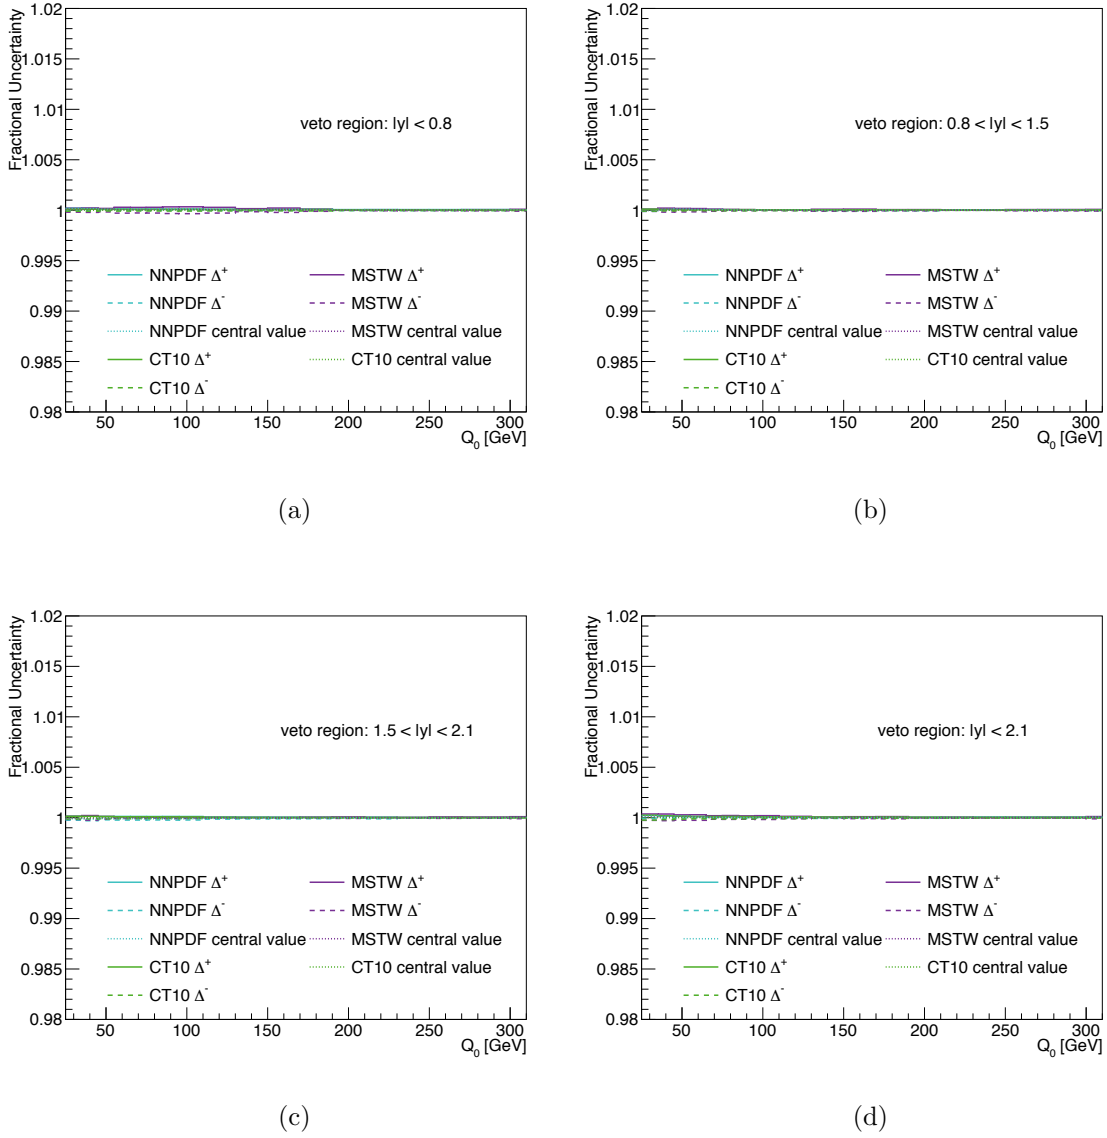 Fractional Uncertainty
1.02
1.015
1.01
1.005
1
0.995
0.99
0.985
0.98
veto region: |y| < 0.8
NNPDF Δ⁺ MSTW Δ⁺
NNPDF Δ⁻ MSTW Δ⁻
NNPDF central value MSTW central value
CT10 Δ⁺ CT10 central value
CT10 Δ⁻
50 100 150 200 250 300
Q₀ [GeV]
(a)
Fractional Uncertainty
1.02
1.015
1.01
1.005
1
0.995
0.99
0.985
0.98
veto region: 0.8 < |y| < 1.5
NNPDF Δ⁺ MSTW Δ⁺
NNPDF Δ⁻ MSTW Δ⁻
NNPDF central value MSTW central value
CT10 Δ⁺ CT10 central value
CT10 Δ⁻
50 100 150 200 250 300
Q₀ [GeV]
(b)
Fractional Uncertainty
1.02
1.015
1.01
1.005
1
0.995
0.99
0.985
0.98
veto region: 1.5 < |y| < 2.1
NNPDF Δ⁺ MSTW Δ⁺
NNPDF Δ⁻ MSTW Δ⁻
NNPDF central value MSTW central value
CT10 Δ⁺ CT10 central value
CT10 Δ⁻
50 100 150 200 250 300
Q₀ [GeV]
(c)
Fractional Uncertainty
1.02
1.015
1.01
1.005
1
0.995
0.99
0.985
0.98
veto region: |y| < 2.1
NNPDF Δ⁺ MSTW Δ⁺
NNPDF Δ⁻ MSTW Δ⁻
NNPDF central value MSTW central value
CT10 Δ⁺ CT10 central value
CT10 Δ⁻
50 100 150 200 250 300
Q₀ [GeV]
(d)